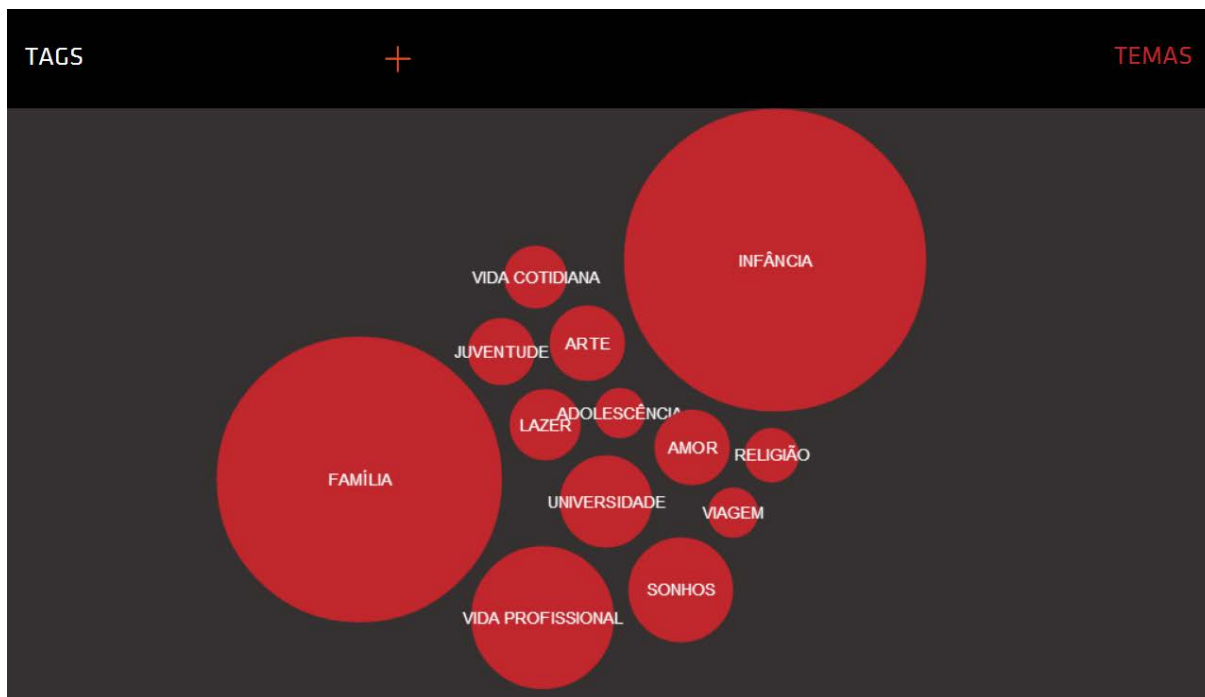 TAGS
+
TEMAS
INFÂNCIA
VIDA COTIDIANA
JUVENTUDE
ARTE
ADOLESCÊNCIA
LAZER
AMOR
RELIGIÃO
FAMÍLIA
UNIVERSIDADE
VIAGEM
SONHOS
VIDA PROFISSIONAL